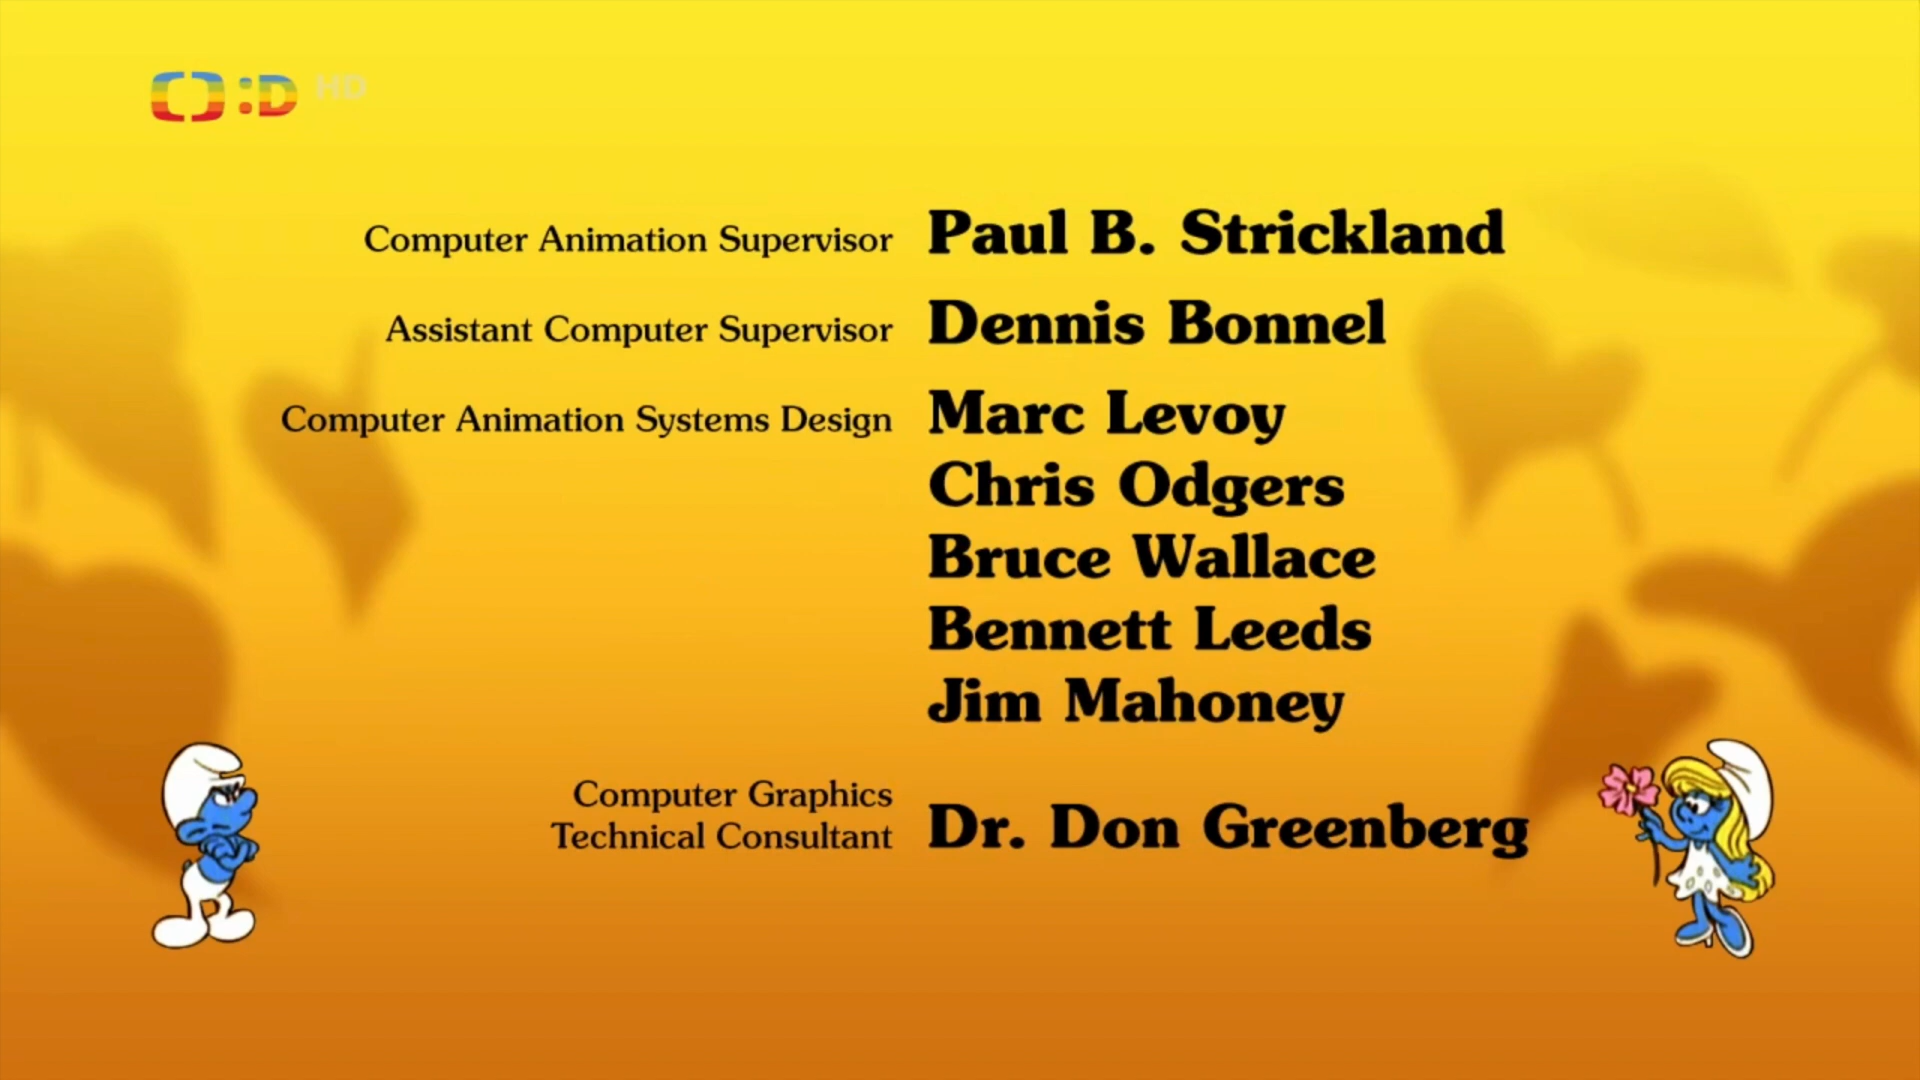 :D HD
Computer Animation Supervisor Paul B. Strickland
Assistant Computer Supervisor Dennis Bonnel
Computer Animation Systems Design Marc Levoy
Chris Odgers
Bruce Wallace
Bennett Leeds
Jim Mahoney
Computer Graphics
Technical Consultant Dr. Don Greenberg